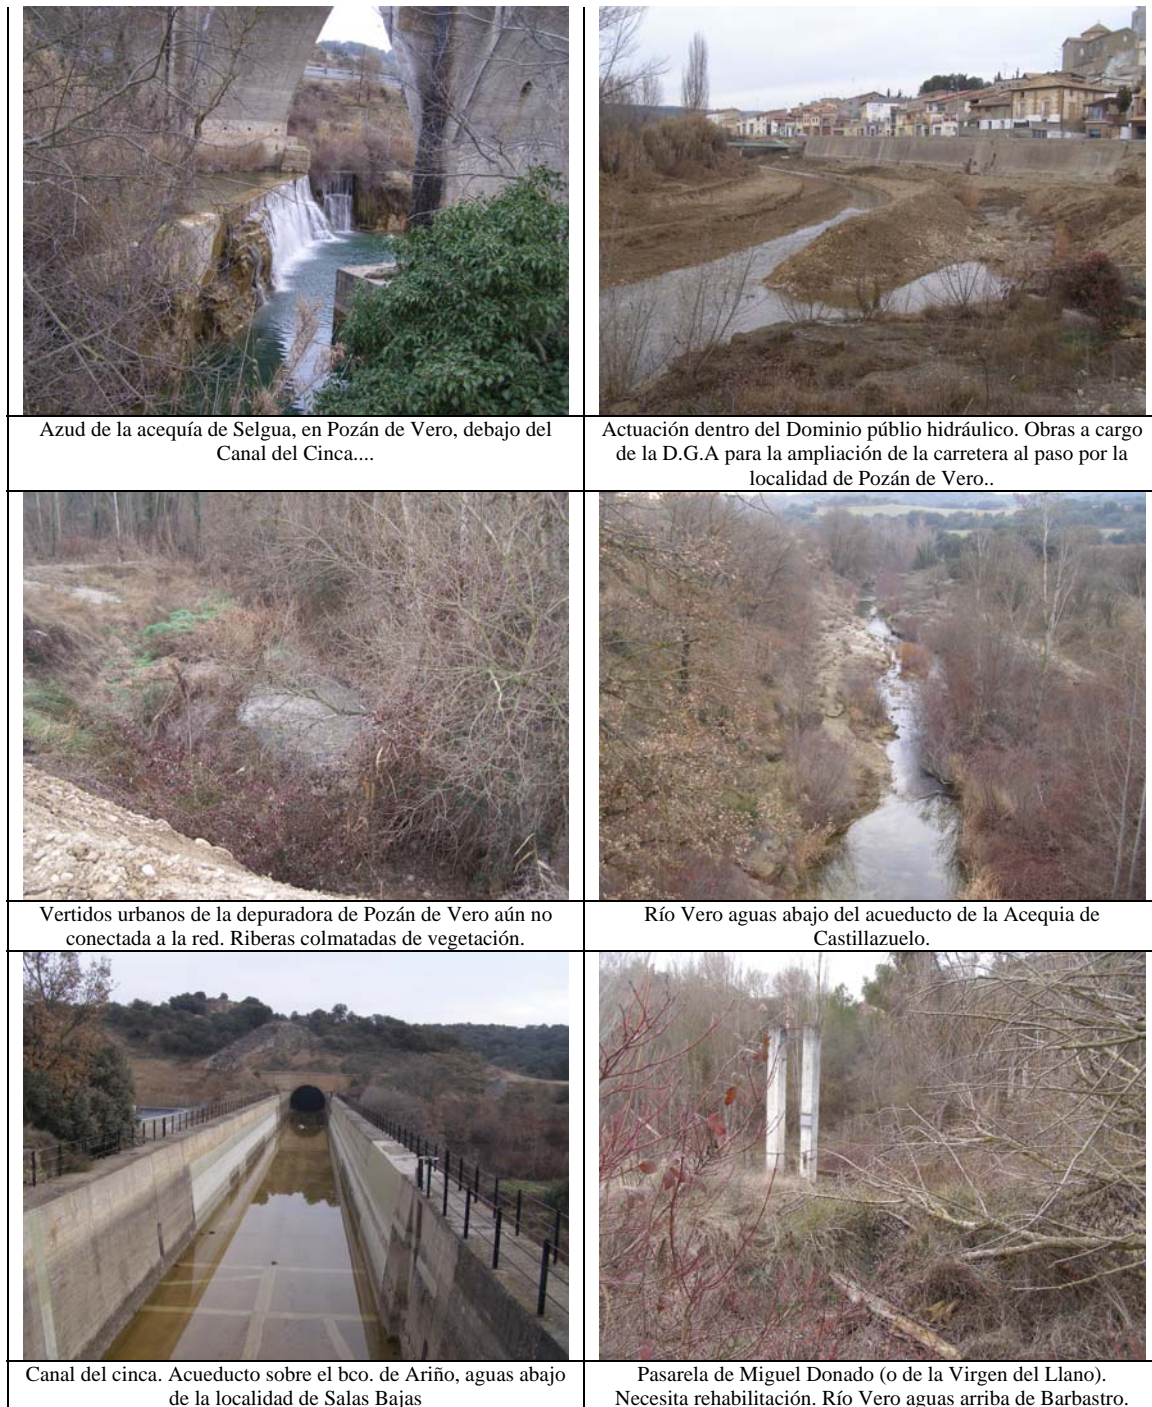 Azud de la acequía de Selgua, en Pozán de Vero, debajo del
Canal del Cinca....
Actuación dentro del Dominio públio hidráulico. Obras a cargo
de la D.G.A para la ampliación de la carretera al paso por la
localidad de Pozán de Vero..
Vertidos urbanos de la depuradora de Pozán de Vero aún no
conectada a la red. Riberas colmatadas de vegetación.
Río Vero aguas abajo del acueducto de la Acequia de
Castillazuelo.
Canal del cinca. Acueducto sobre el bco. de Ariño, aguas abajo
de la localidad de Salas Bajas
Pasarela de Miguel Donado (o de la Virgen del Llano).
Necesita rehabilitación. Río Vero aguas arriba de Barbastro.